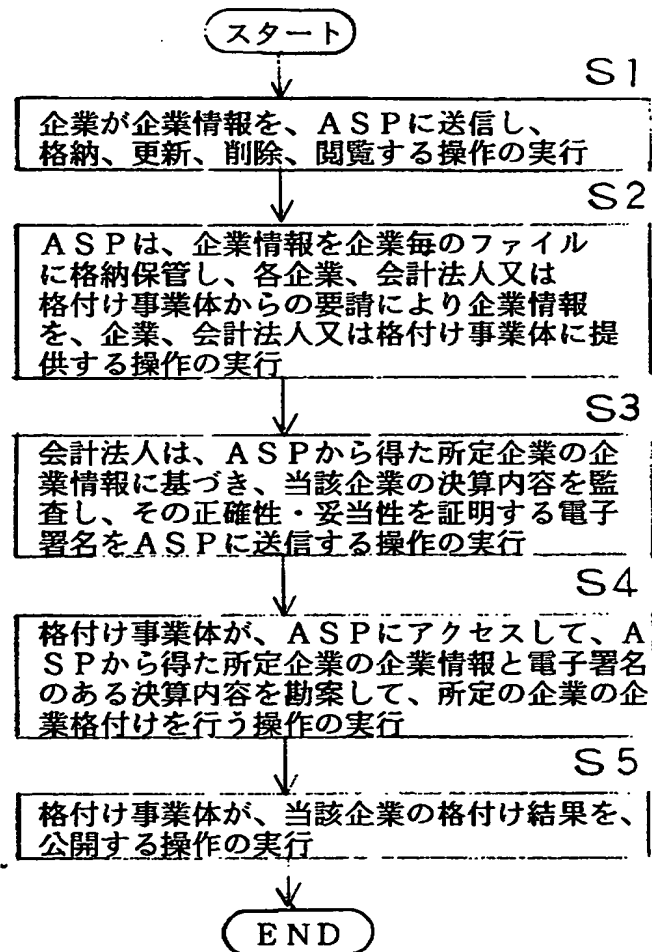 スタート
S1
企業が企業情報を、ASPに送信し、
格納、更新、削除、閲覧する操作の実行
S2
ASPは、企業情報を企業毎のファイル
に格納保管し、各企業、会計法人又は
格付け事業体からの要請により企業情報
を、企業、会計法人又は格付け事業体に提
供する操作の実行
S3
会計法人は、ASPから得た所定企業の企
業情報に基づき、当該企業の決算内容を監
査し、その正確性・妥当性を証明する電子
署名をASPに送信する操作の実行
S4
格付け事業体が、ASPにアクセスして、A
SPから得た所定企業の企業情報と電子署名
のある決算内容を勘案して、所定の企業の企
業格付けを行う操作の実行
S5
格付け事業体が、当該企業の格付け結果を、
公開する操作の実行
END